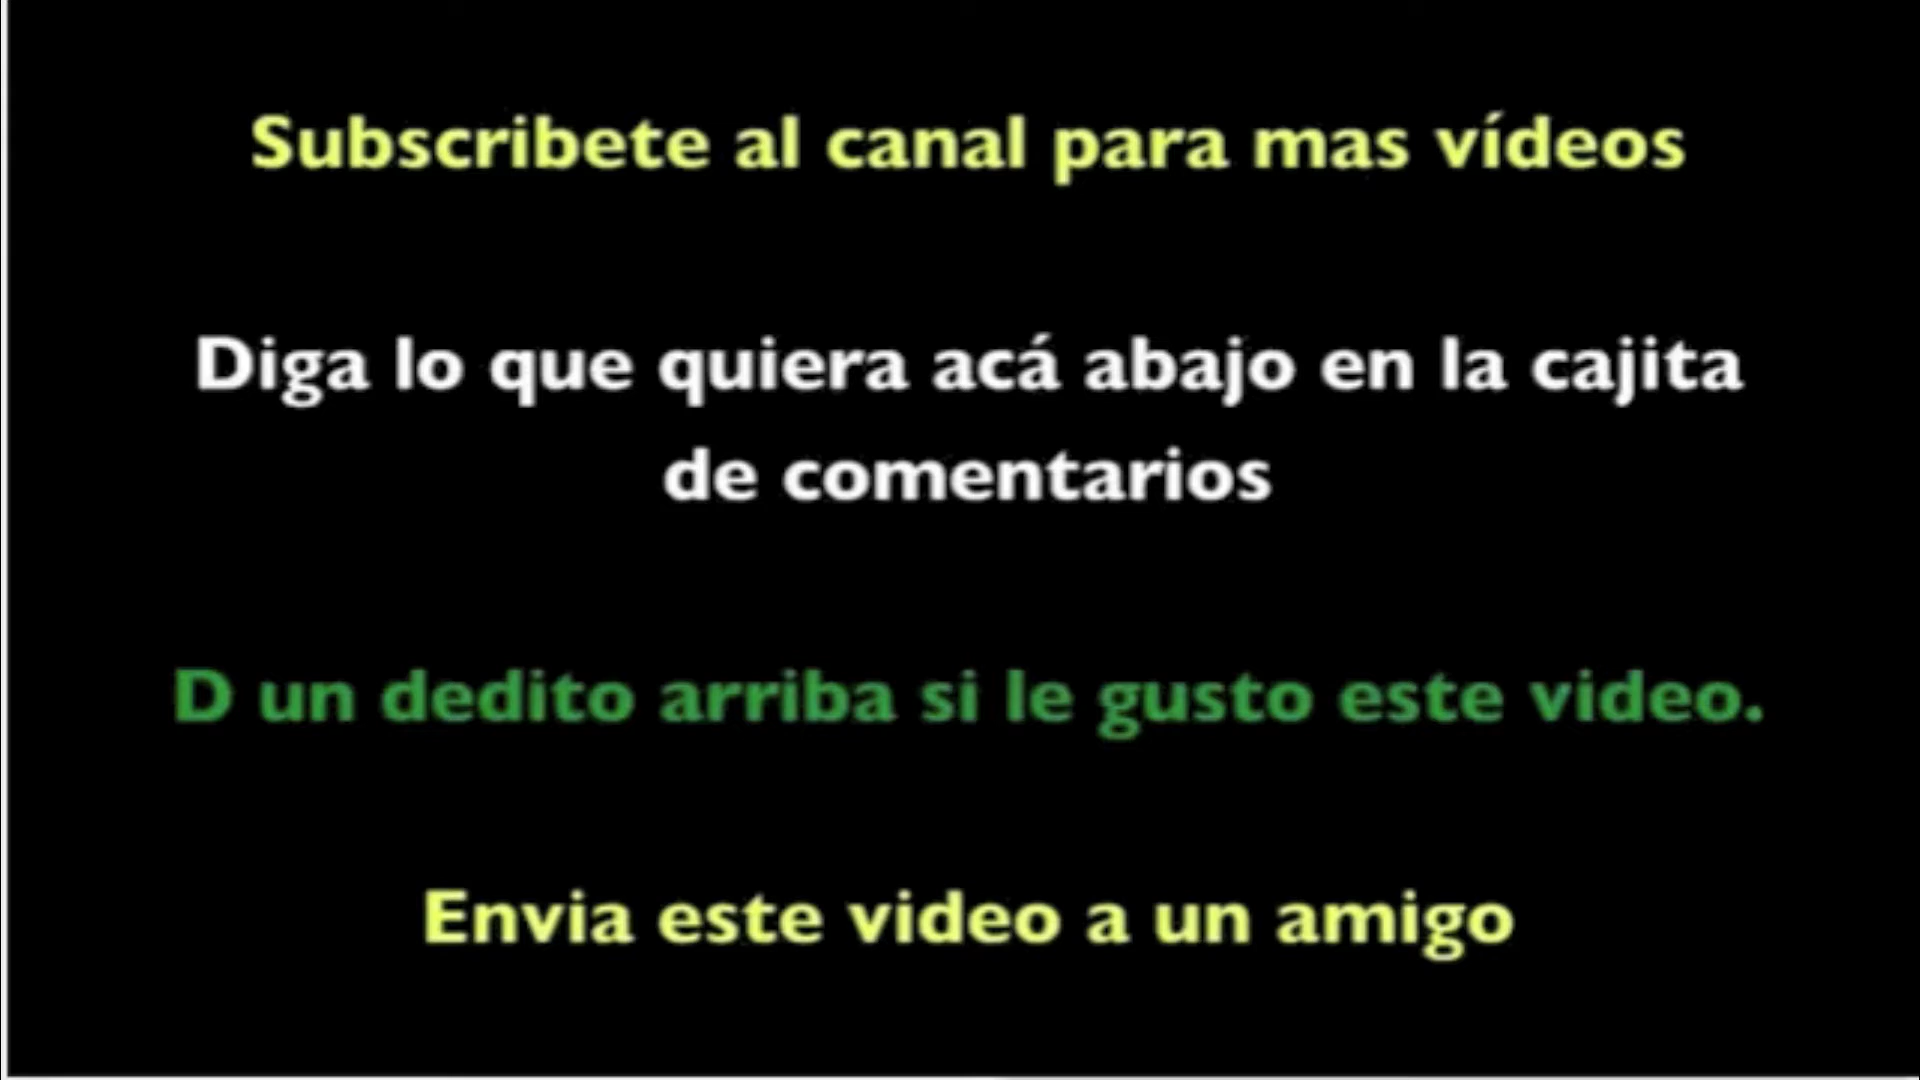 Subscribete al canal para mas vídeos
Diga lo que quiera acá abajo en la cajita
de comentarios
D un dedito arriba si le gusto este video.
Envia este video a un amigo